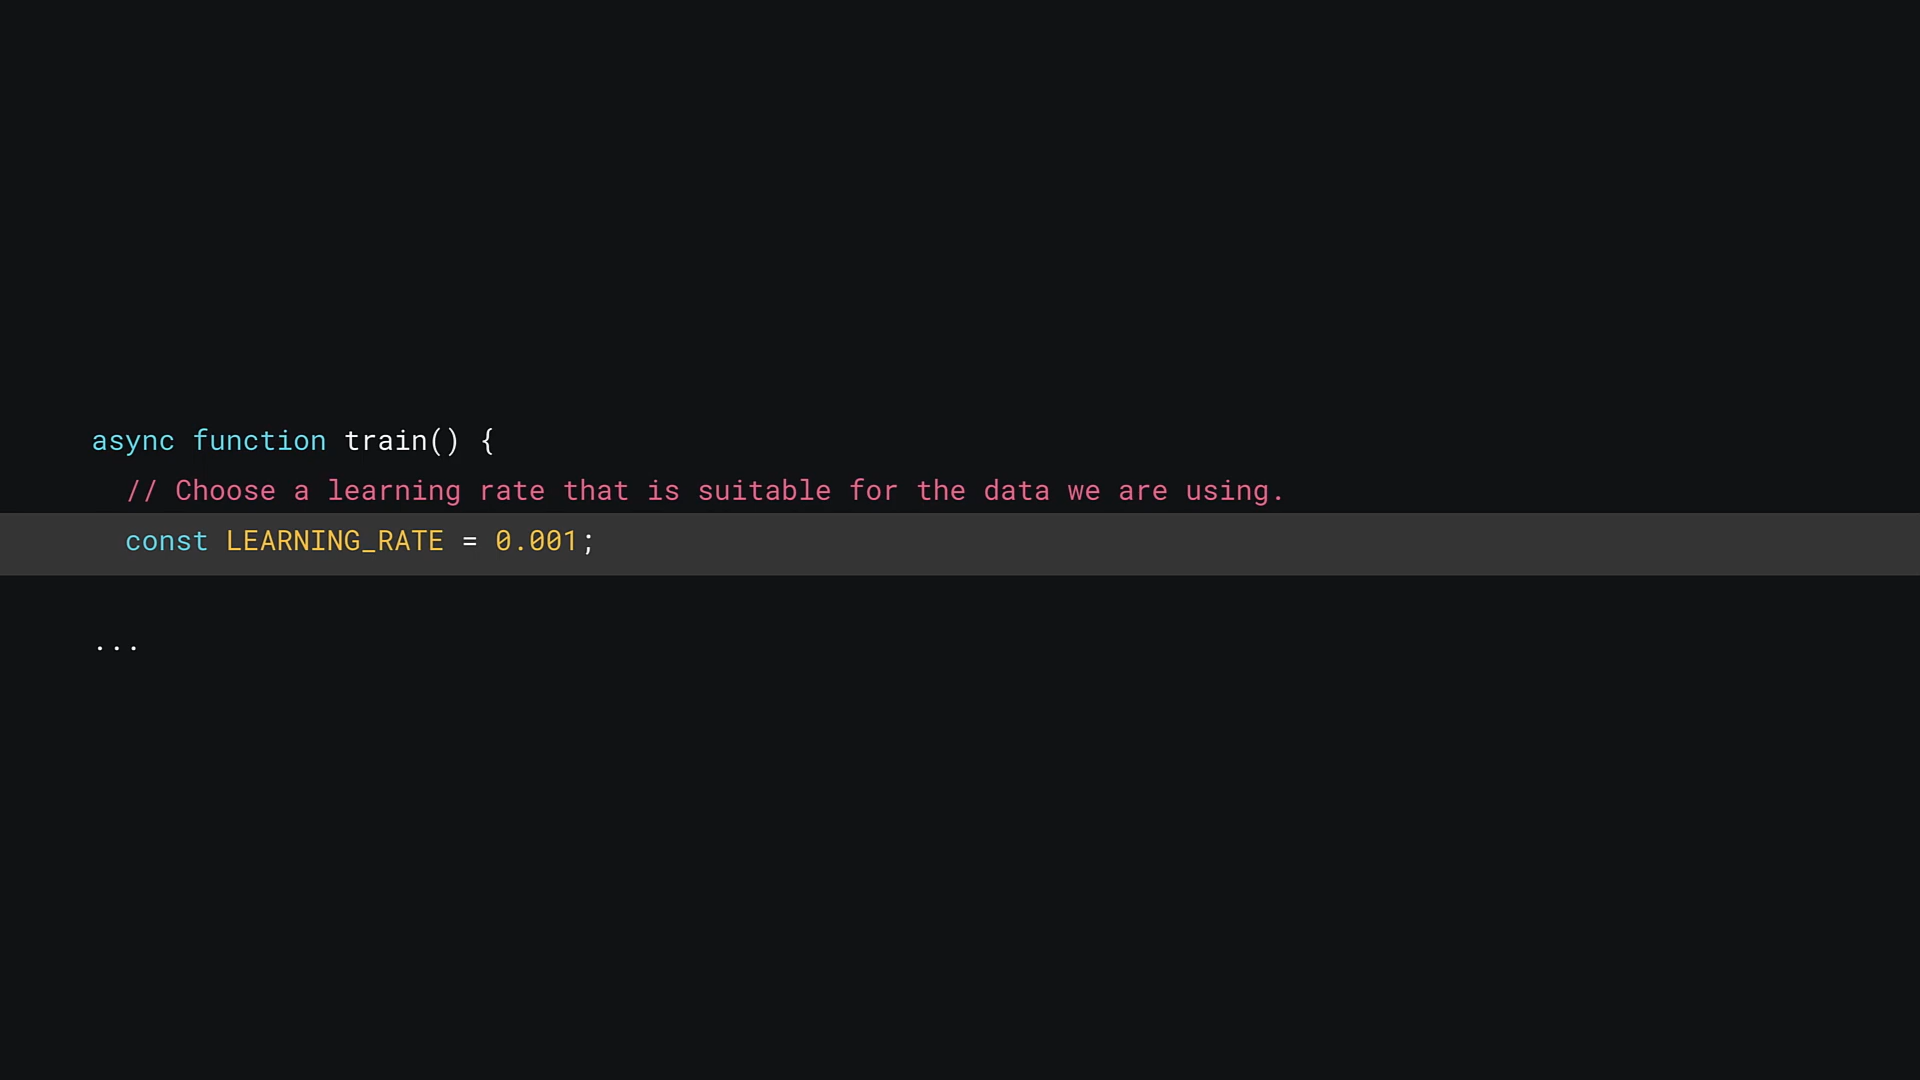 async function train() {
// Choose a learning rate that is suitable for the data we are using.
const LEARNING_RATE = 0.001;
...